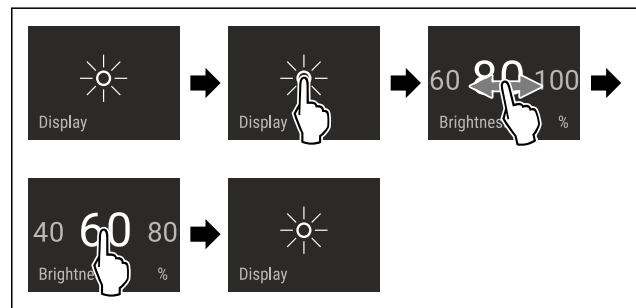 Display
Display
60 80 100
Brightnes %
40 60 80
Brightne %
Display